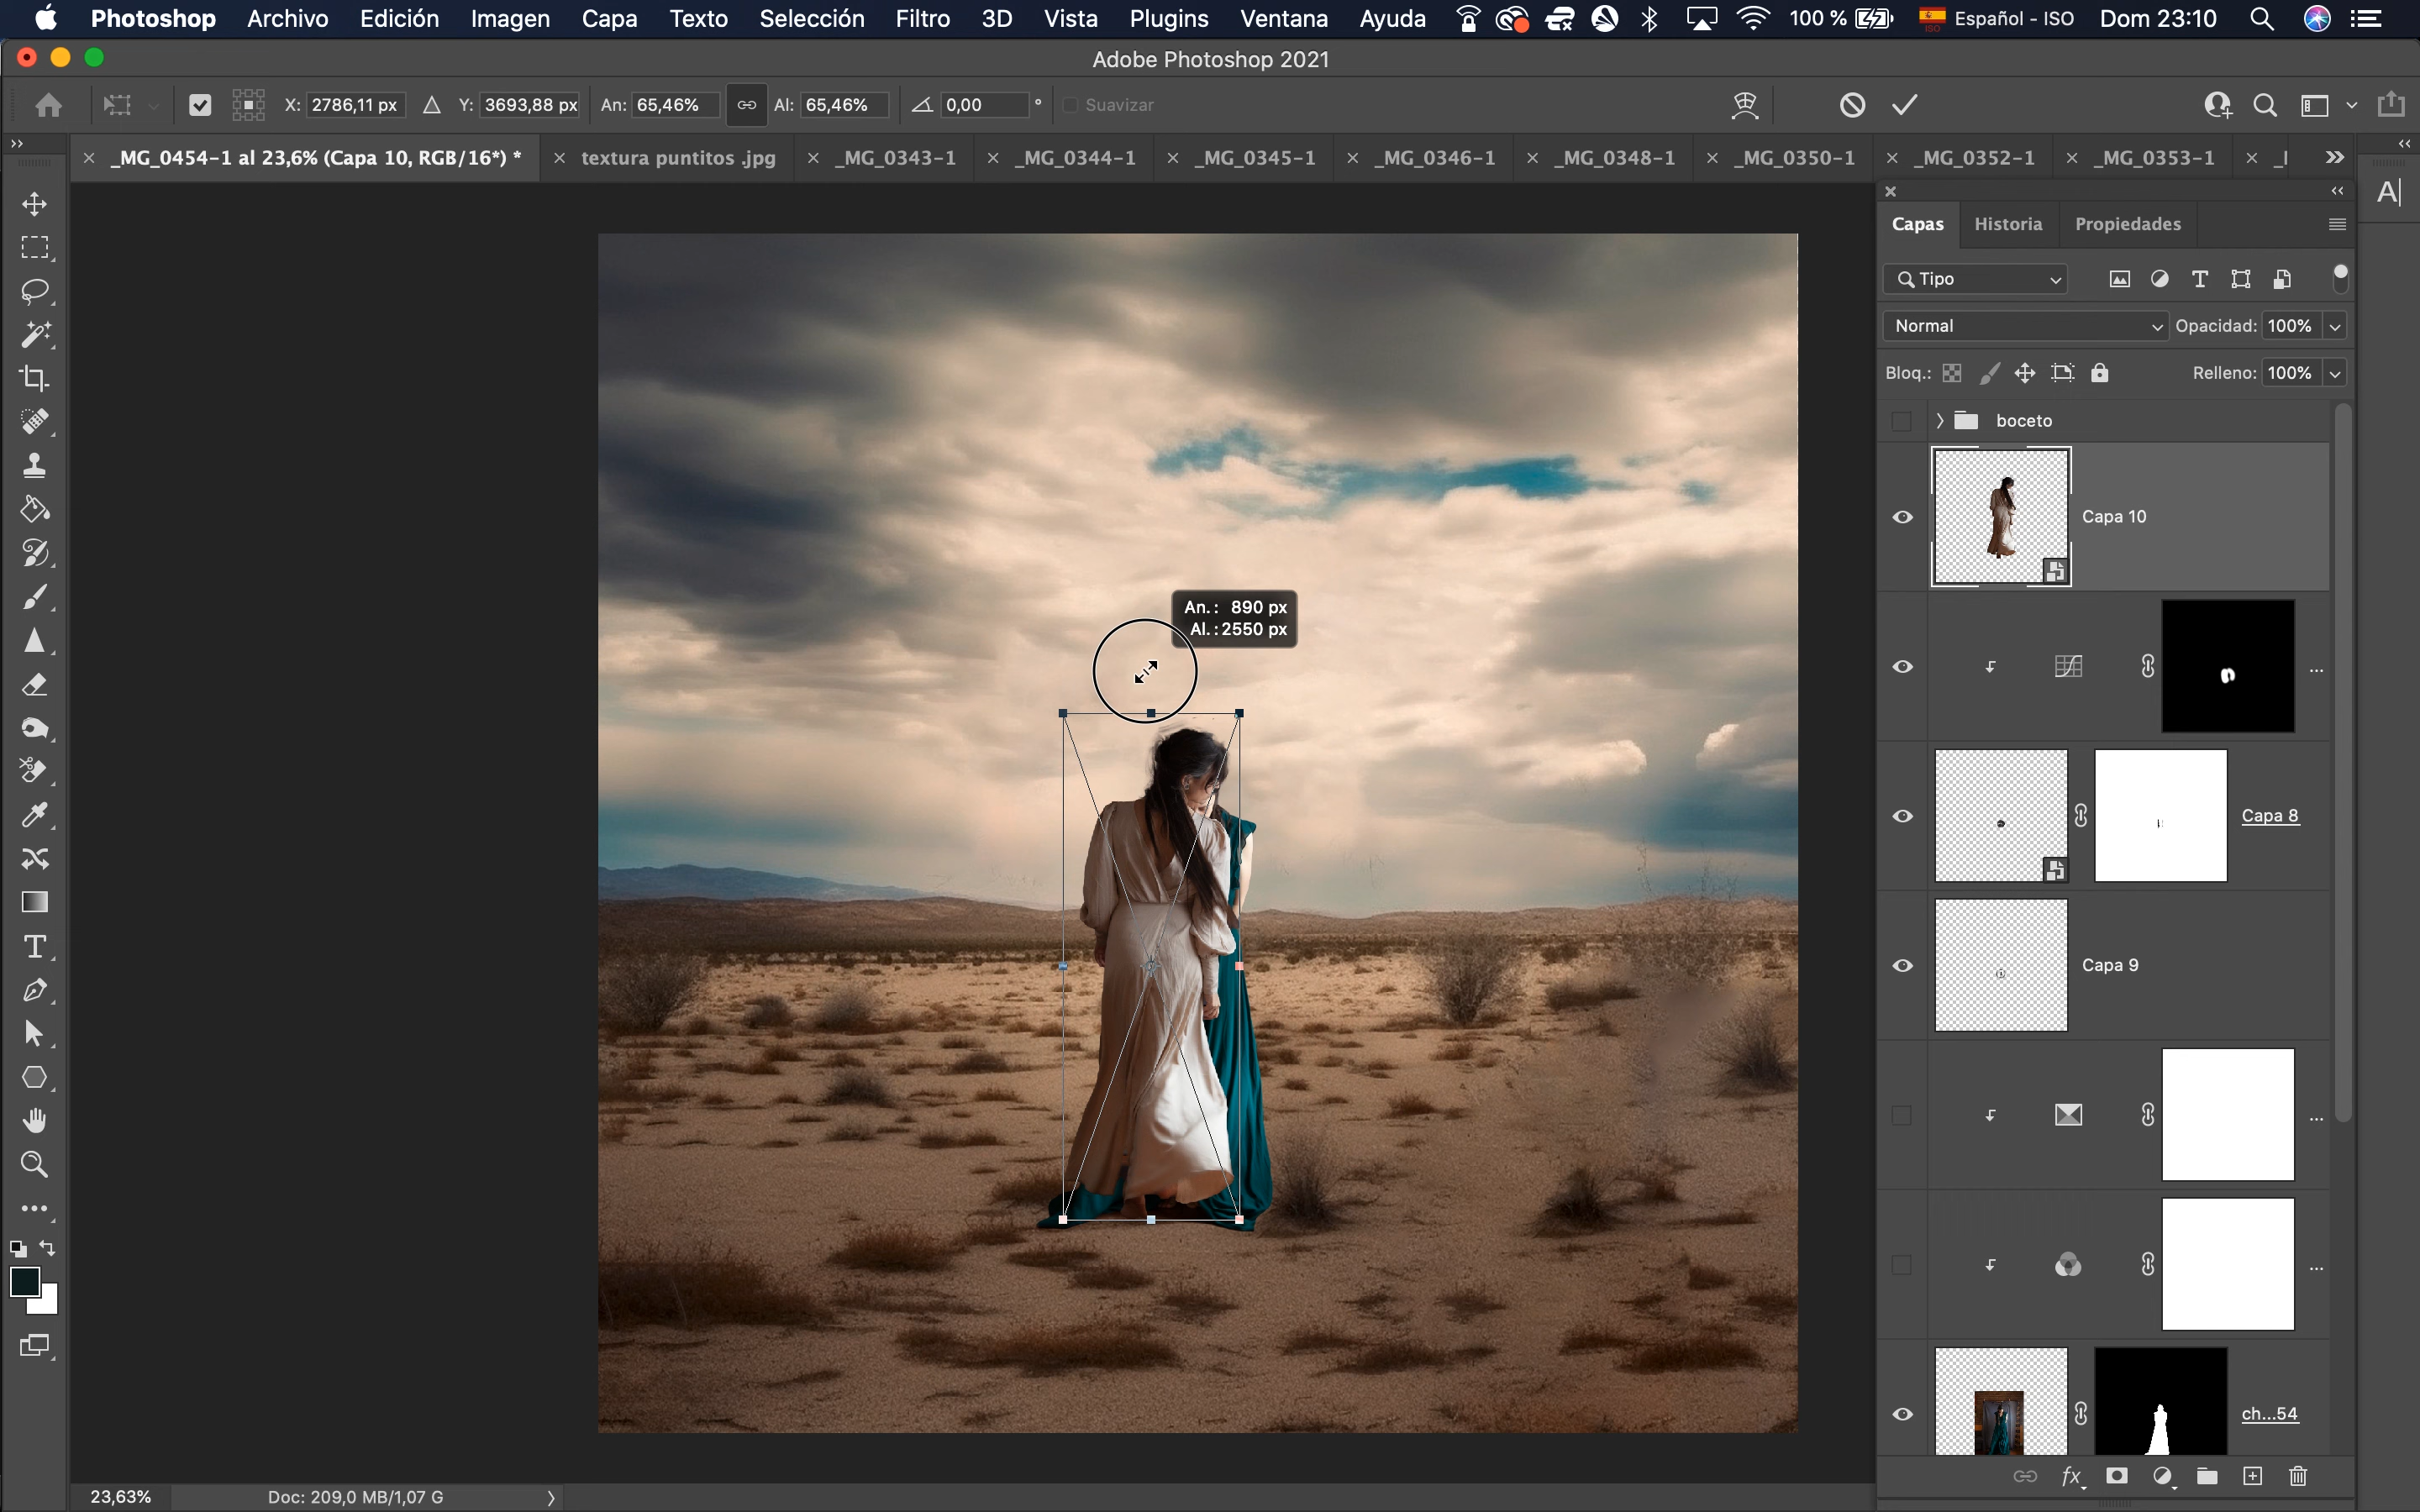 Photoshop Archivo Edición Imagen Capa Texto Selección Filtro 3D Vista Plugins Ventana Ayuda 100 % ISO Español - ISO Dom 23:10
Adobe Photoshop 2021
X: 2786,11 px Y: 3693,88 px An: 65,46% Al: 65,46% 0,00 ° Suavizar
_MG_0454-1 al 23,6% (Capa 10, RGB/16*) * textura puntitos .jpg _MG_0343-1 _MG_0344-1 _MG_0345-1 _MG_0346-1 _MG_0348-1 _MG_0350-1 _MG_0352-1 _MG_0353-1
A
Capas Historia Propiedades
Tipo
Normal Opacidad: 100%
Bloq.: Relleno: 100%
boceto
Capa 10
An.: 890 px
Al.: 2550 px
...
Capa 8
Capa 9
...
...
ch...54
fx
23,63% Doc: 209,0 MB/1,07 G